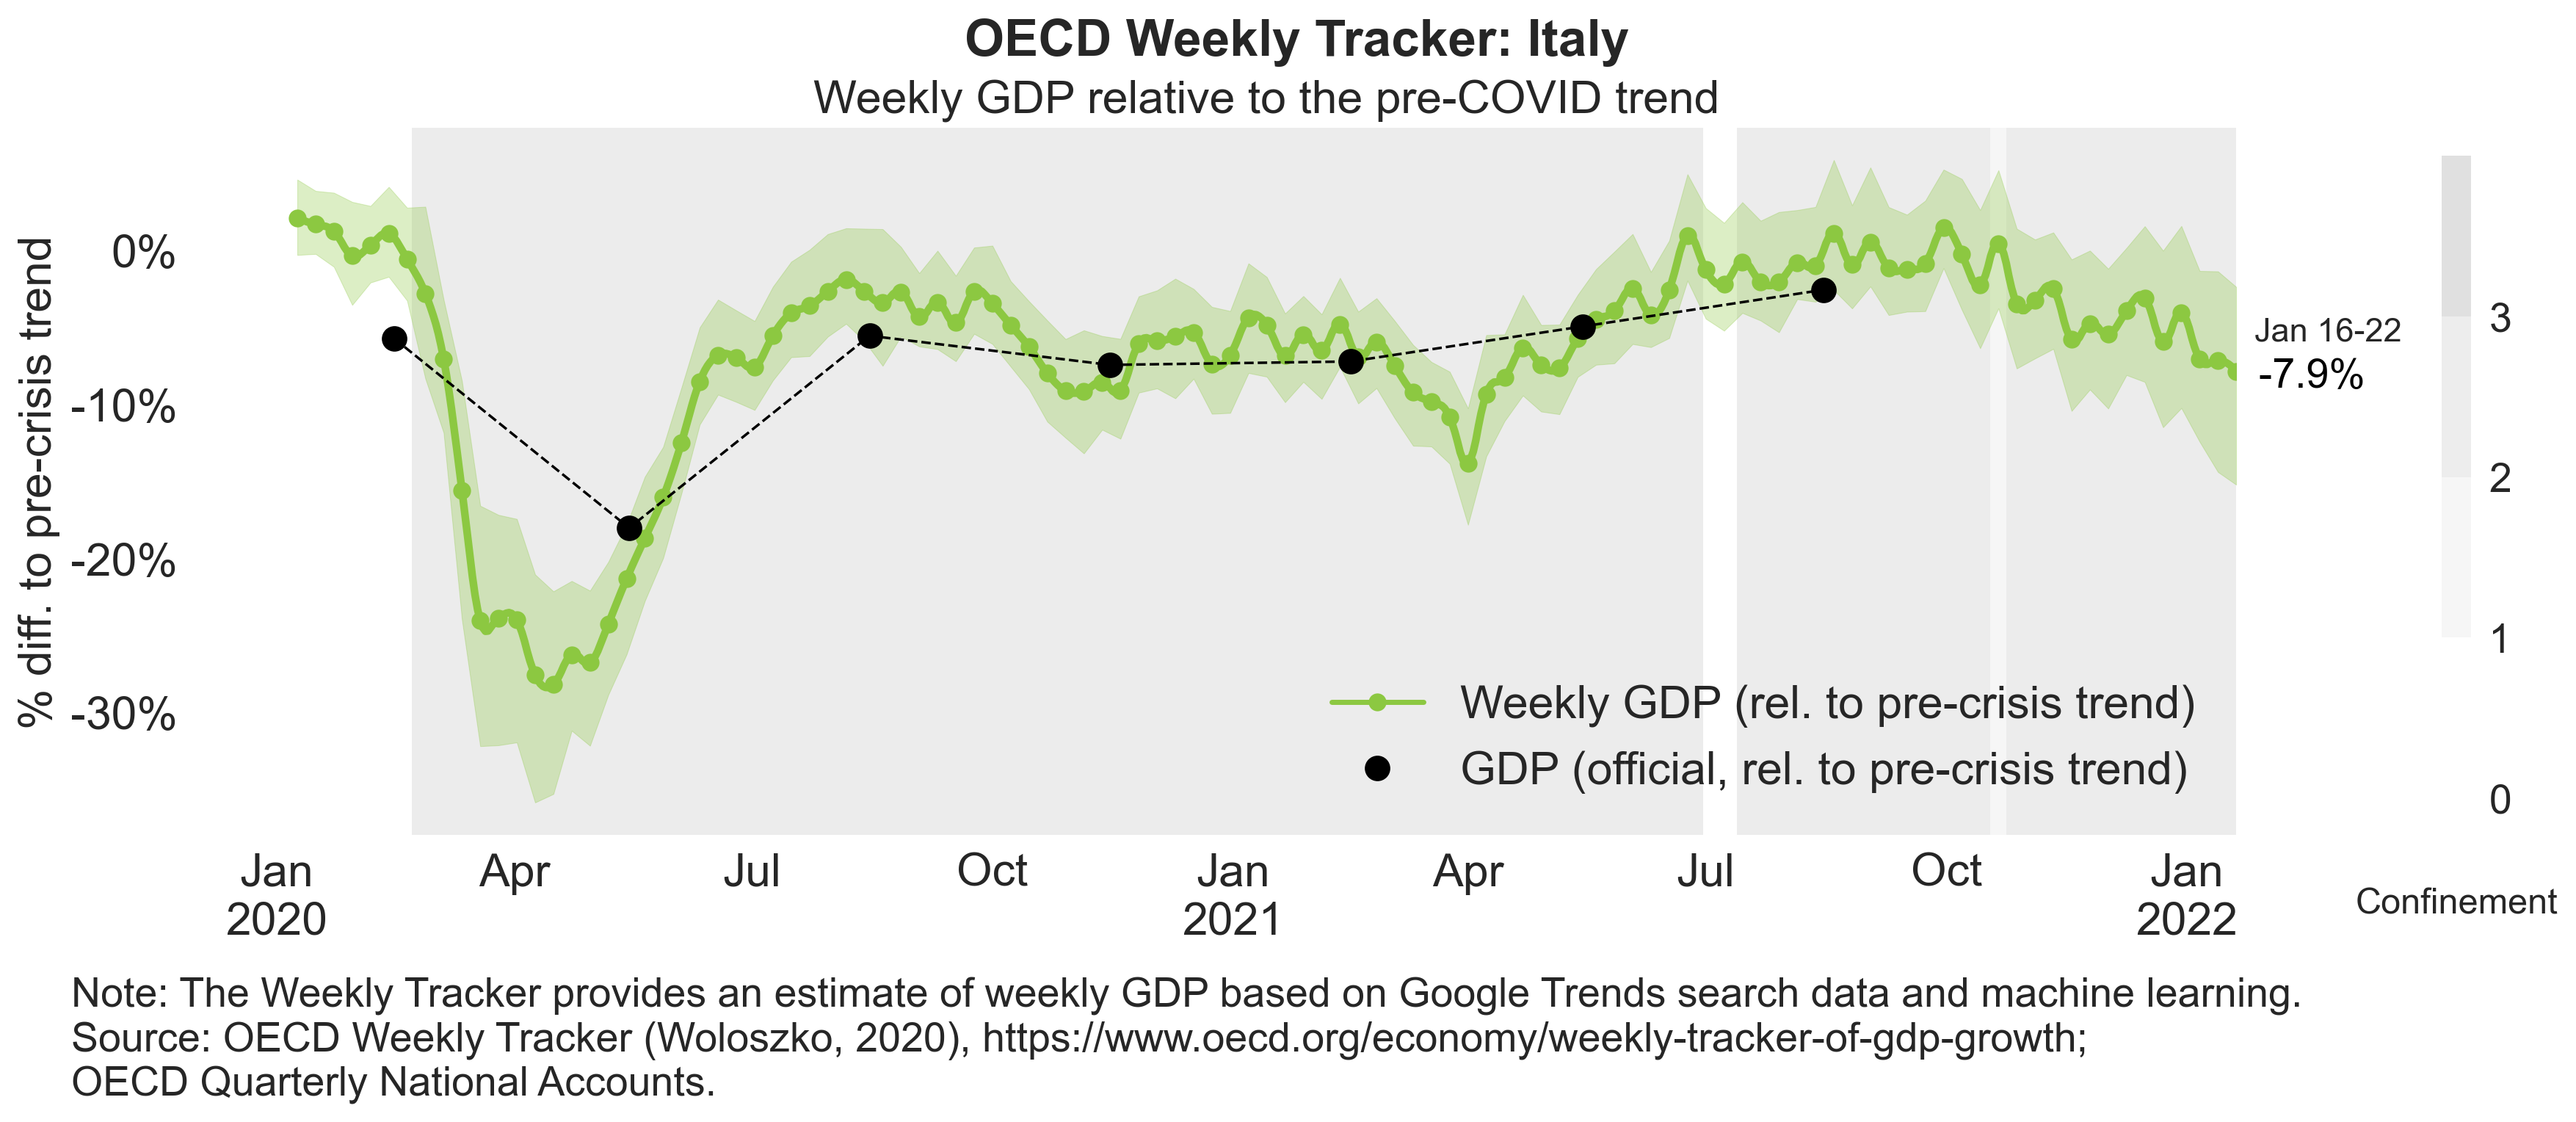 OECD Weekly Tracker: Italy
Weekly GDP relative to the pre-COVID trend
% diff. to pre-crisis trend
0%
-10%
-20%
-30%
Jan 16-22
-7.9%
3
2
1
0
Confinement
Weekly GDP (rel. to pre-crisis trend)
GDP (official, rel. to pre-crisis trend)
Jan Apr Jul Oct Jan Apr Jul Oct Jan
2020 2021 2022
Note: The Weekly Tracker provides an estimate of weekly GDP based on Google Trends search data and machine learning.
Source: OECD Weekly Tracker (Woloszko, 2020), https://www.oecd.org/economy/weekly-tracker-of-gdp-growth;
OECD Quarterly National Accounts.